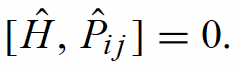 [Ĥ, P̂ᵢⱼ] = 0.